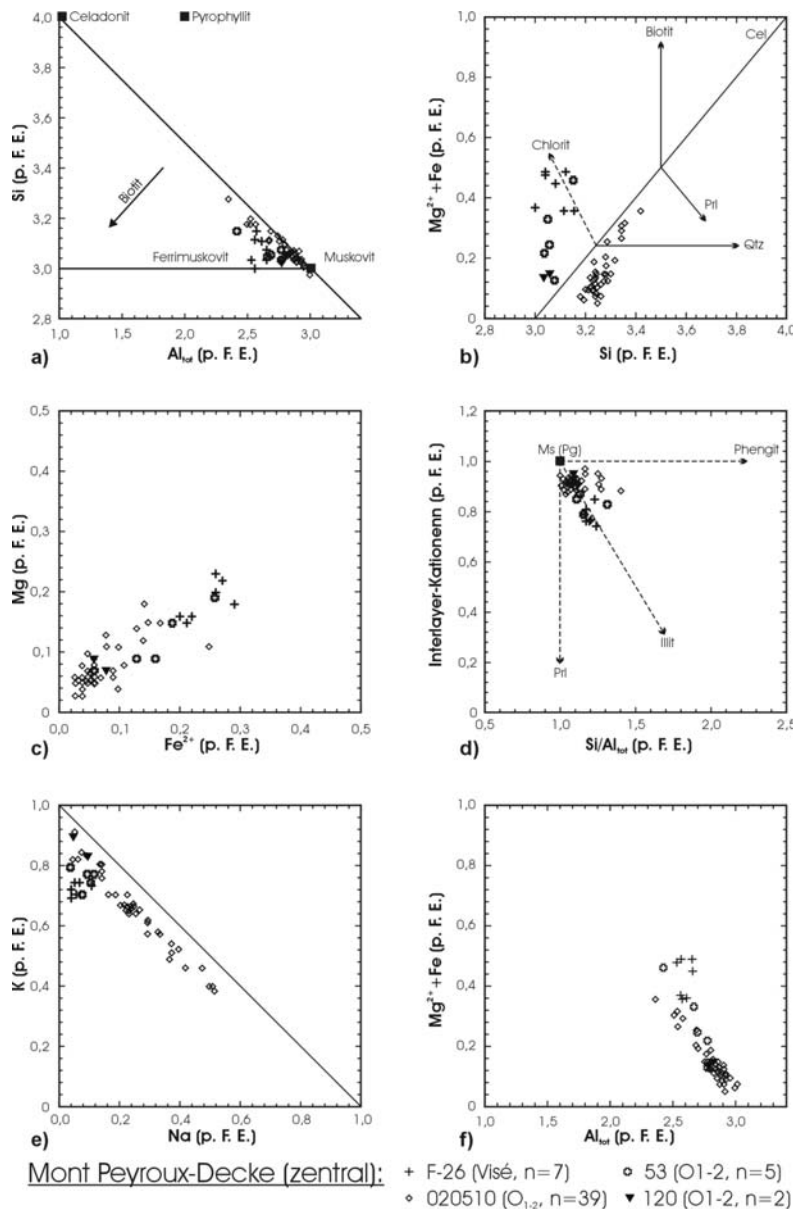 4,0
Celadonit
Pyrophyllit
3,8
3,6
3,4
3,2
3,0
2,8
Si (p. F. E.)
Biotit
Ferrimuskovit
Muskovit
1,0
1,5
2,0
2,5
3,0
a)
Al_tot (p. F. E.)
1,0
0,8
0,6
0,4
0,2
0
Mg²⁺+Fe (p. F. E.)
Biotit
Cel
Chlorit
Prl
Qtz
2,8
3,0
3,2
3,4
3,6
3,8
4,0
b)
Si (p. F. E.)
0,5
0,4
0,3
0,2
0,1
0
Mg (p. F. E.)
0
0,1
0,2
0,3
0,4
0,5
c)
Fe²⁺ (p. F. E.)
1,2
1,0
0,8
0,6
0,4
0,2
0
Interlayer-Kationenn (p. F. E.)
Ms (Pg)
Phengit
Illit
Prl
0,5
1,0
1,5
2,0
2,5
d)
Si/Al_tot (p. F. E.)
1,0
0,8
0,6
0,4
0,2
0
K (p. F. E.)
0,0
0,2
0,4
0,6
0,8
1,0
e)
Na (p. F. E.)
1,0
0,8
0,6
0,4
0,2
0
Mg²⁺+Fe (p. F. E.)
1,0
1,5
2,0
2,5
3,0
f)
Al_tot (p. F. E.)
Mont Peyroux-Decke (zentral):
F-26 (Visé, n=7)
53 (O1-2, n=5)
020510 (O₁₋₂, n=39)
120 (O1-2, n=2)